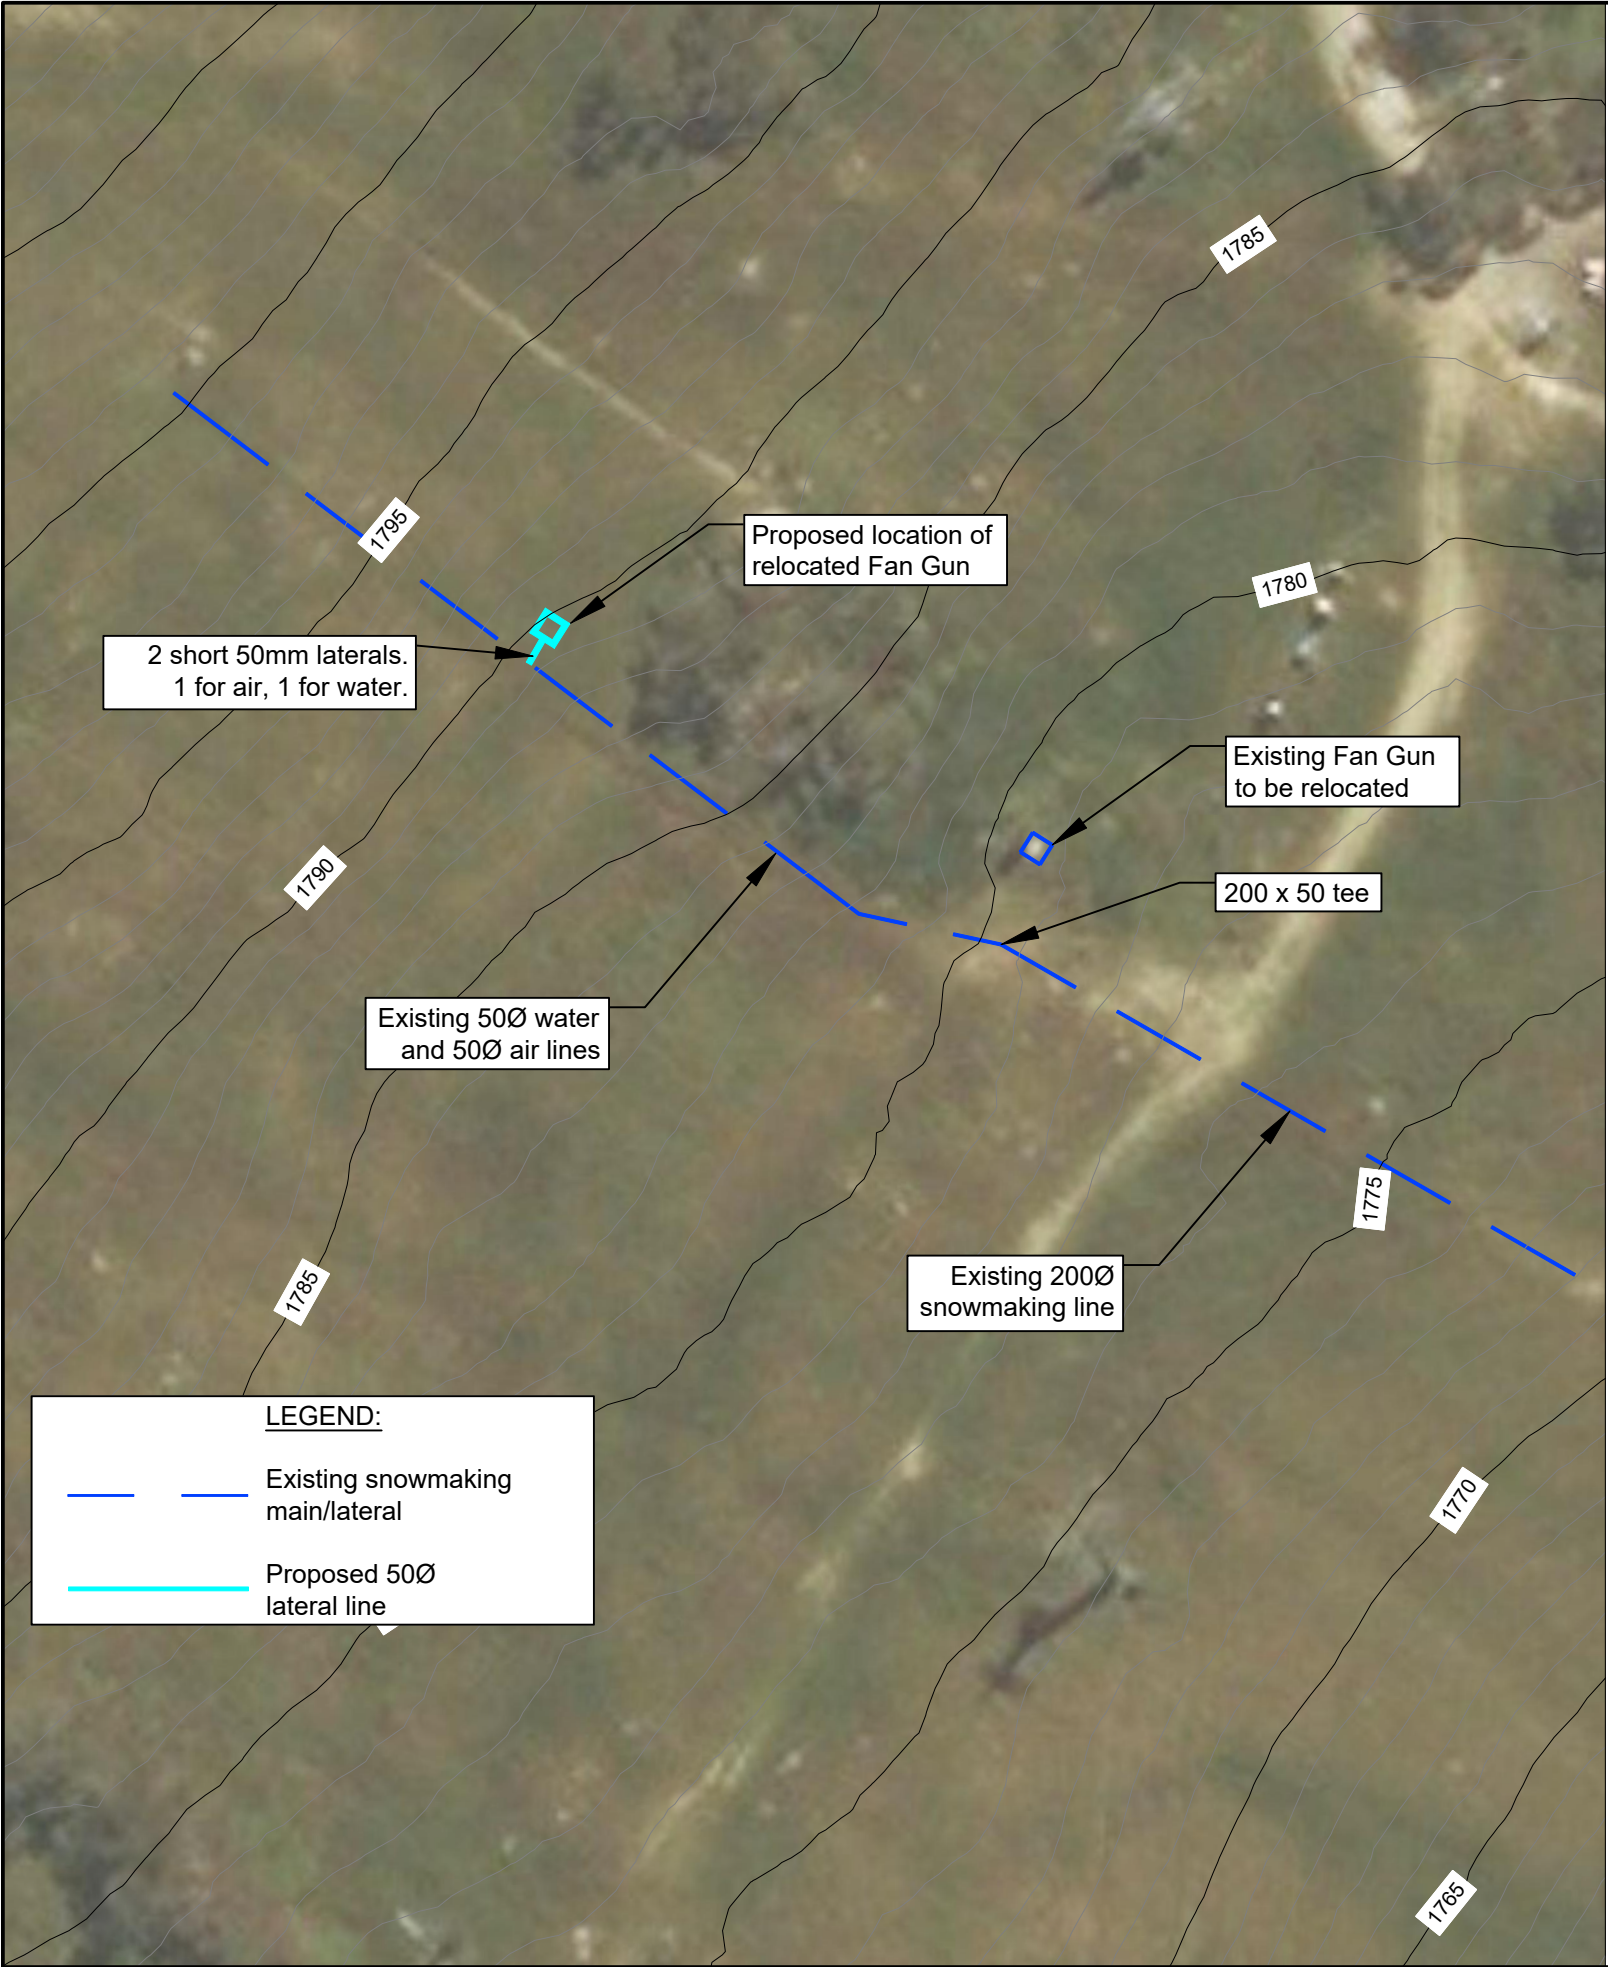 1785
1795
Proposed location of
relocated Fan Gun
1780
2 short 50mm laterals.
1 for air, 1 for water.
Existing Fan Gun
to be relocated
1790
200 x 50 tee
Existing 50Ø water
and 50Ø air lines
1775
Existing 200Ø
snowmaking line
1785
LEGEND:
Existing snowmaking
main/lateral
Proposed 50Ø
lateral line
1770
1765